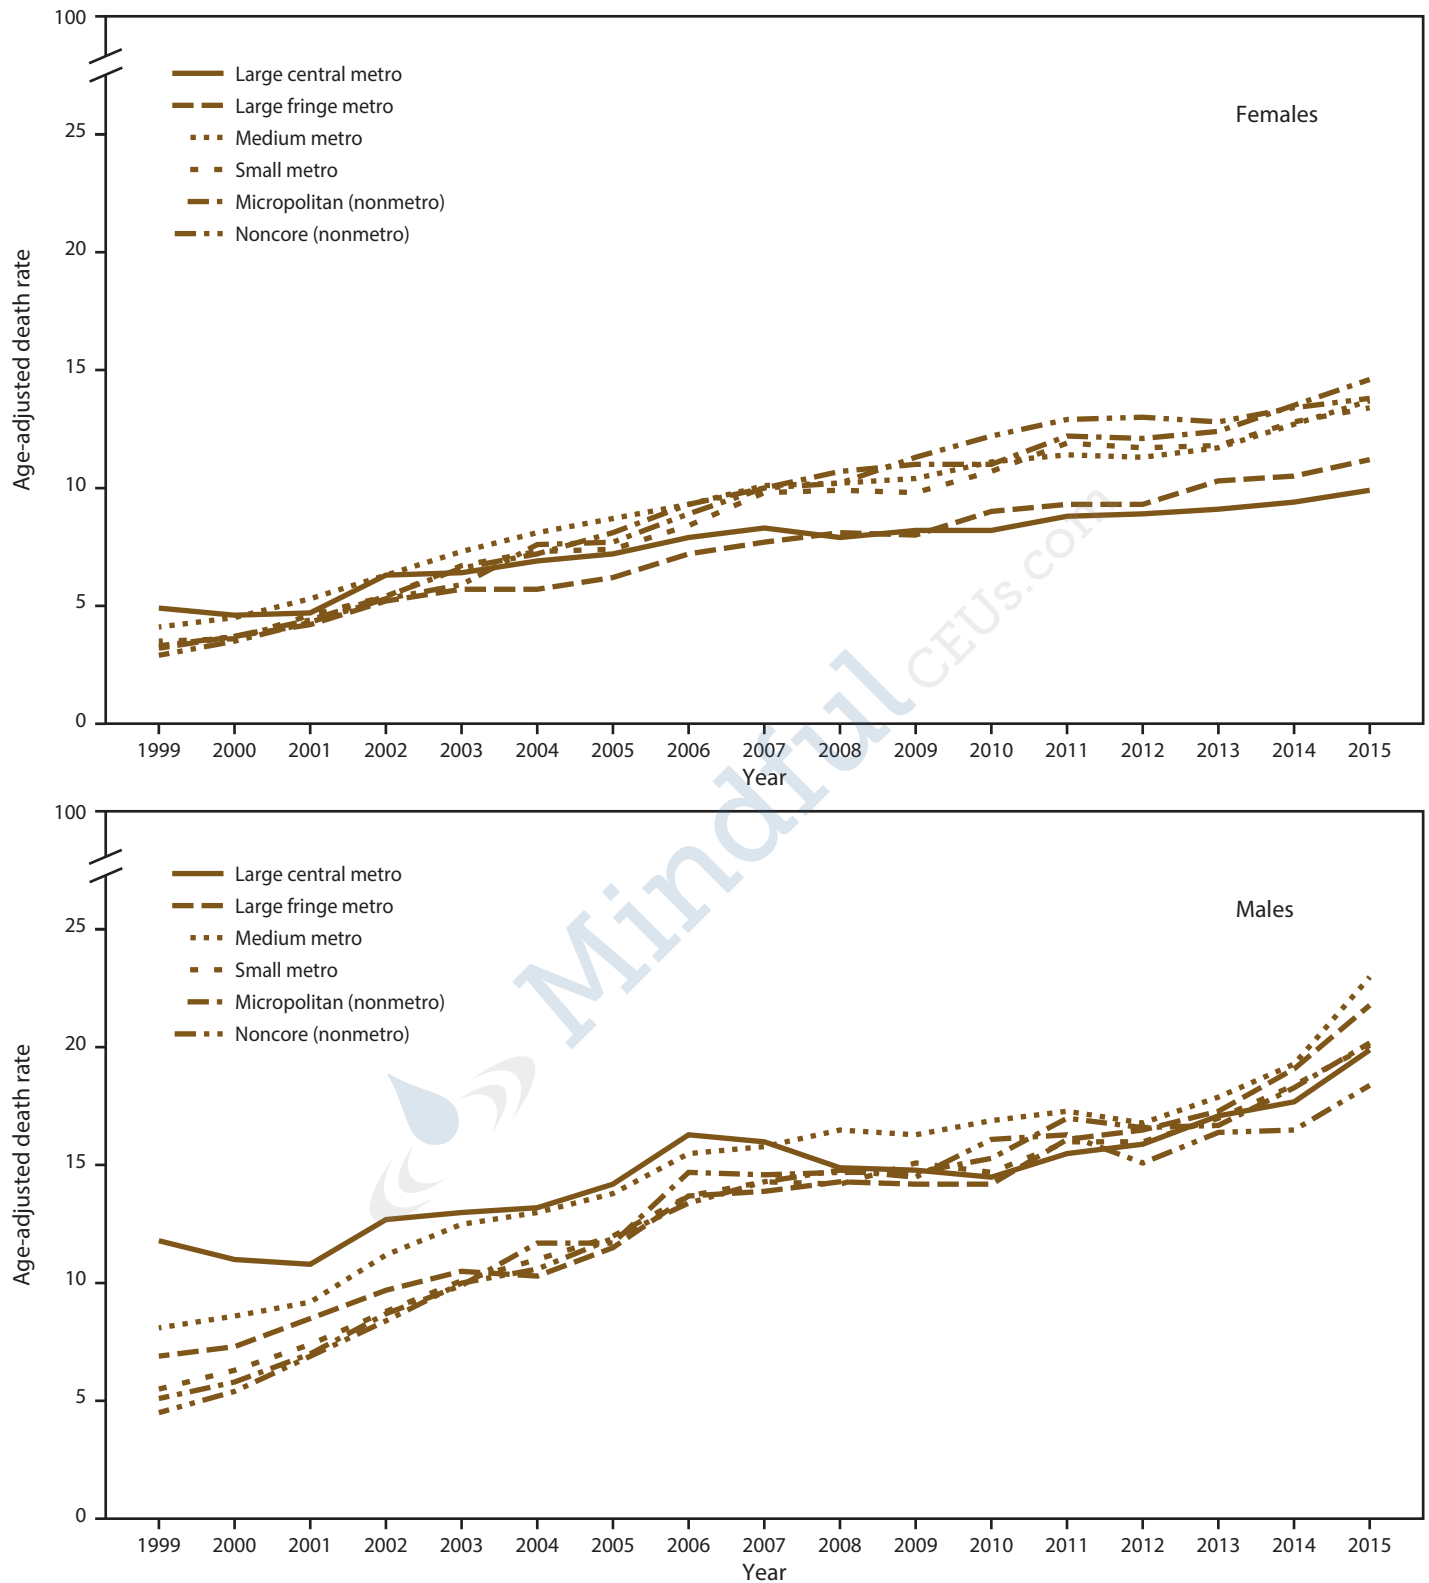 100
Large central metro
Large fringe metro
Females
25
Medium metro
Small metro
Micropolitan (nonmetro)
20
Noncore (nonmetro)
Age-adjusted death rate
15
10
5
0
1999 2000 2001 2002 2003 2004 2005 2006 2007 2008 2009 2010 2011 2012 2013 2014 2015
Year
100
Large central metro
Large fringe metro
Males
25
Medium metro
Small metro
Micropolitan (nonmetro)
20
Noncore (nonmetro)
Age-adjusted death rate
15
10
5
0
1999 2000 2001 2002 2003 2004 2005 2006 2007 2008 2009 2010 2011 2012 2013 2014 2015
Year
Mindful CEUs.com